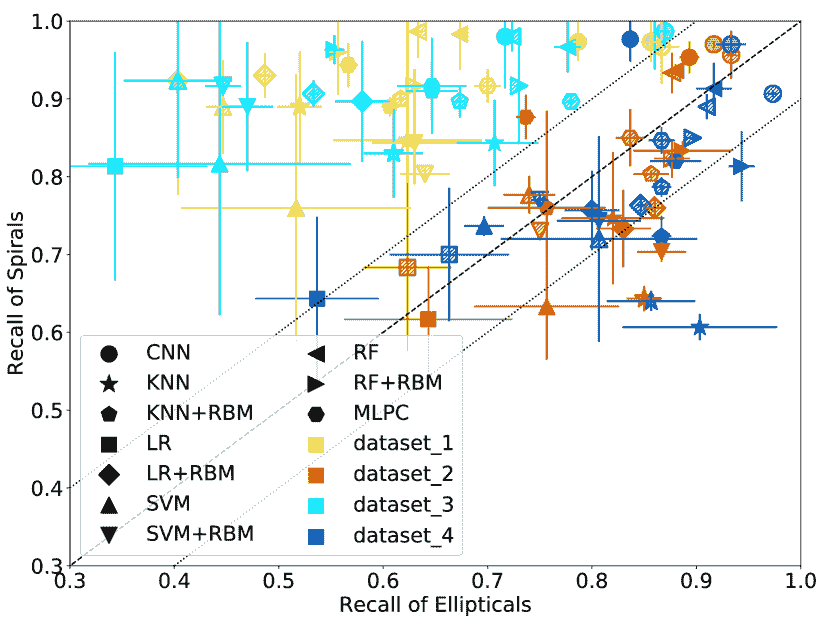 1.0
0.9
0.8
0.7
0.6
0.5
0.4
0.3
Recall of Spirals
CNN
KNN
KNN+RBM
LR
LR+RBM
SVM
SVM+RBM
RF
RF+RBM
MLPC
dataset_1
dataset_2
dataset_3
dataset_4
0.3 0.4 0.5 0.6 0.7 0.8 0.9 1.0
Recall of Ellipticals